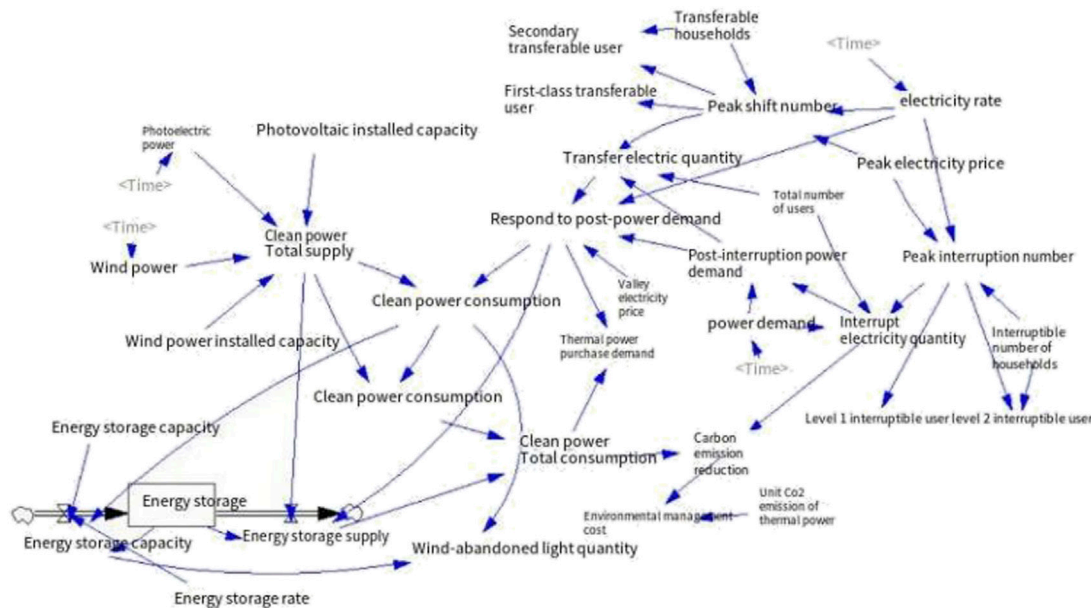 Secondary
transferable user
Transferable
households
<Time>
First-class transferable
user
Peak shift number
electricity rate
Photoelectric
power
Photovoltaic installed capacity
Transfer electric quantity
Peak electricity price
<Time>
Total number
of users
<Time>
Respond to post-power demand
Clean power
Total supply
Wind power
Post-interruption power
demand
Peak interruption number
Clean power consumption
Valley
electricity
price
Wind power installed capacity
Thermal power
purchase demand
power demand
Interrupt
electricity quantity
Interruptible
number of
households
<Time>
Clean power consumption
Level 1 interruptible user
level 2 interruptible user
Energy storage capacity
Clean power
Total consumption
Carbon
emission
reduction
Energy storage
Unit Co2
emission of
thermal power
Environmental management
cost
Energy storage supply
Energy storage capacity
Wind-abandoned light quantity
Energy storage rate